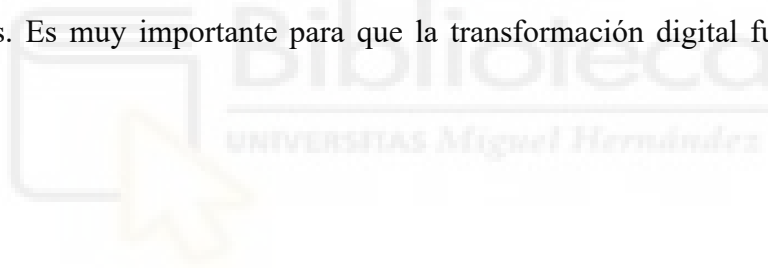 s. Es muy importante para que la transformación digital fu
Biblioteca
UNIVERSITAS Miguel Hernández